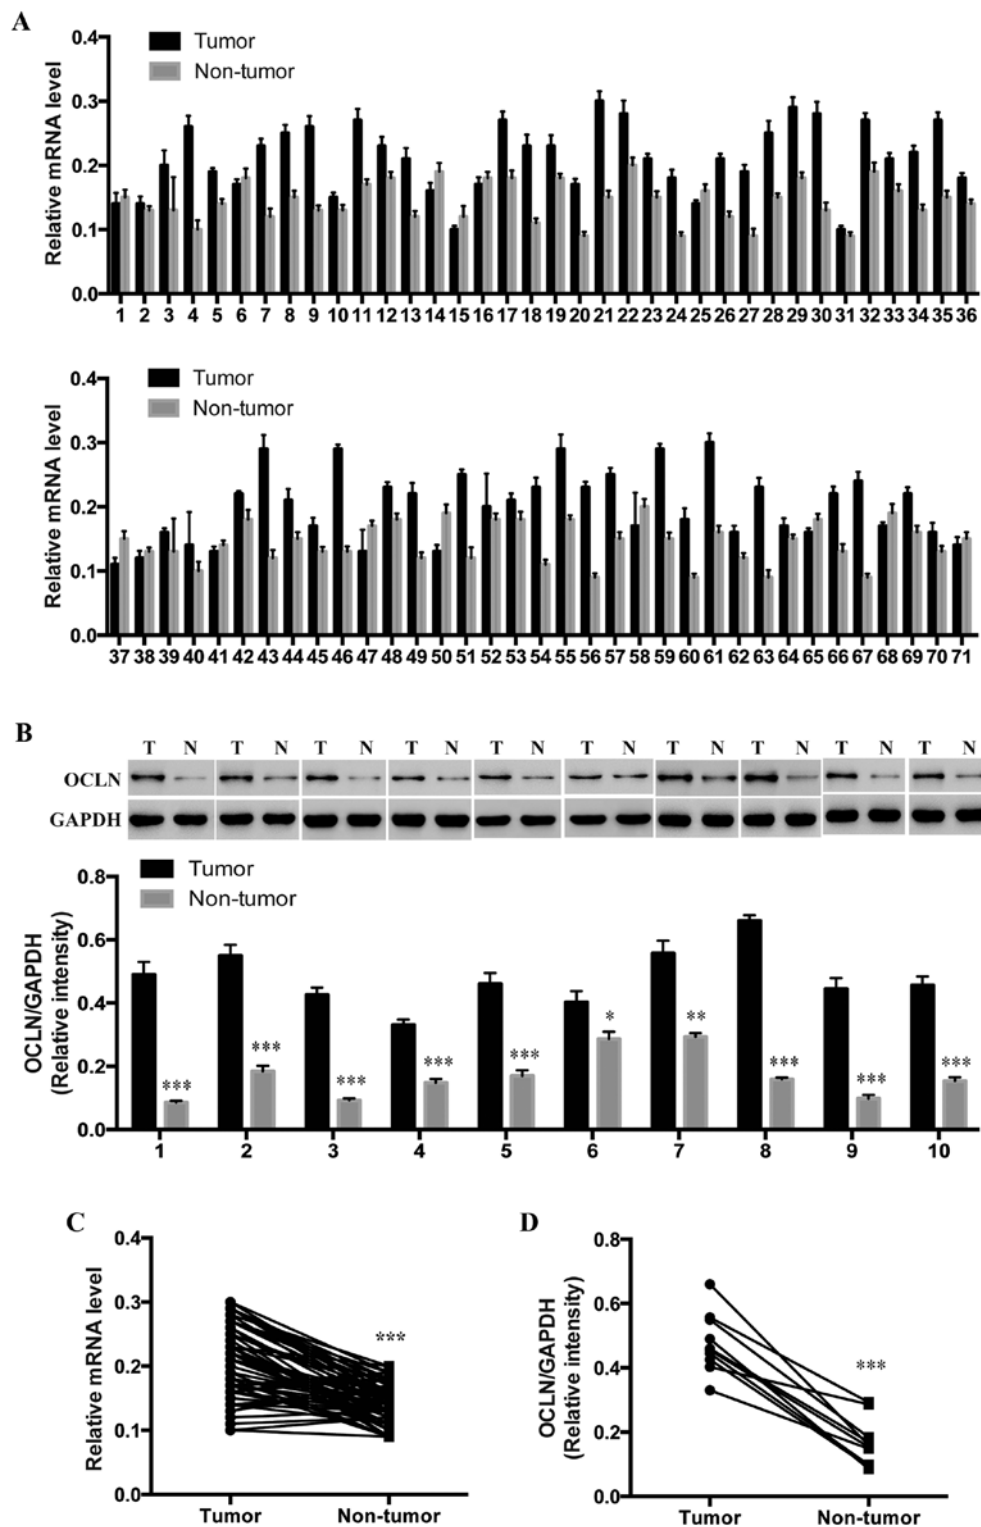 A
Relative mRNA level
0.4
0.3
0.2
0.1
0.0
Tumor
Non-tumor
1 2 3 4 5 6 7 8 9 10 11 12 13 14 15 16 17 18 19 20 21 22 23 24 25 26 27 28 29 30 31 32 33 34 35 36
Relative mRNA level
0.4
0.3
0.2
0.1
0.0
Tumor
Non-tumor
37 38 39 40 41 42 43 44 45 46 47 48 49 50 51 52 53 54 55 56 57 58 59 60 61 62 63 64 65 66 67 68 69 70 71
B
T N T N T N T N T N T N T N T N T N T N
OCLN
GAPDH
OCLN/GAPDH
(Relative intensity)
0.8
0.6
0.4
0.2
0.0
Tumor
Non-tumor
*** *** *** *** *** * ** *** *** ***
1 2 3 4 5 6 7 8 9 10
C
Relative mRNA level
0.4
0.3
0.2
0.1
0.0
***
Tumor Non-tumor
D
OCLN/GAPDH
(Relative intensity)
0.8
0.6
0.4
0.2
0.0
***
Tumor Non-tumor